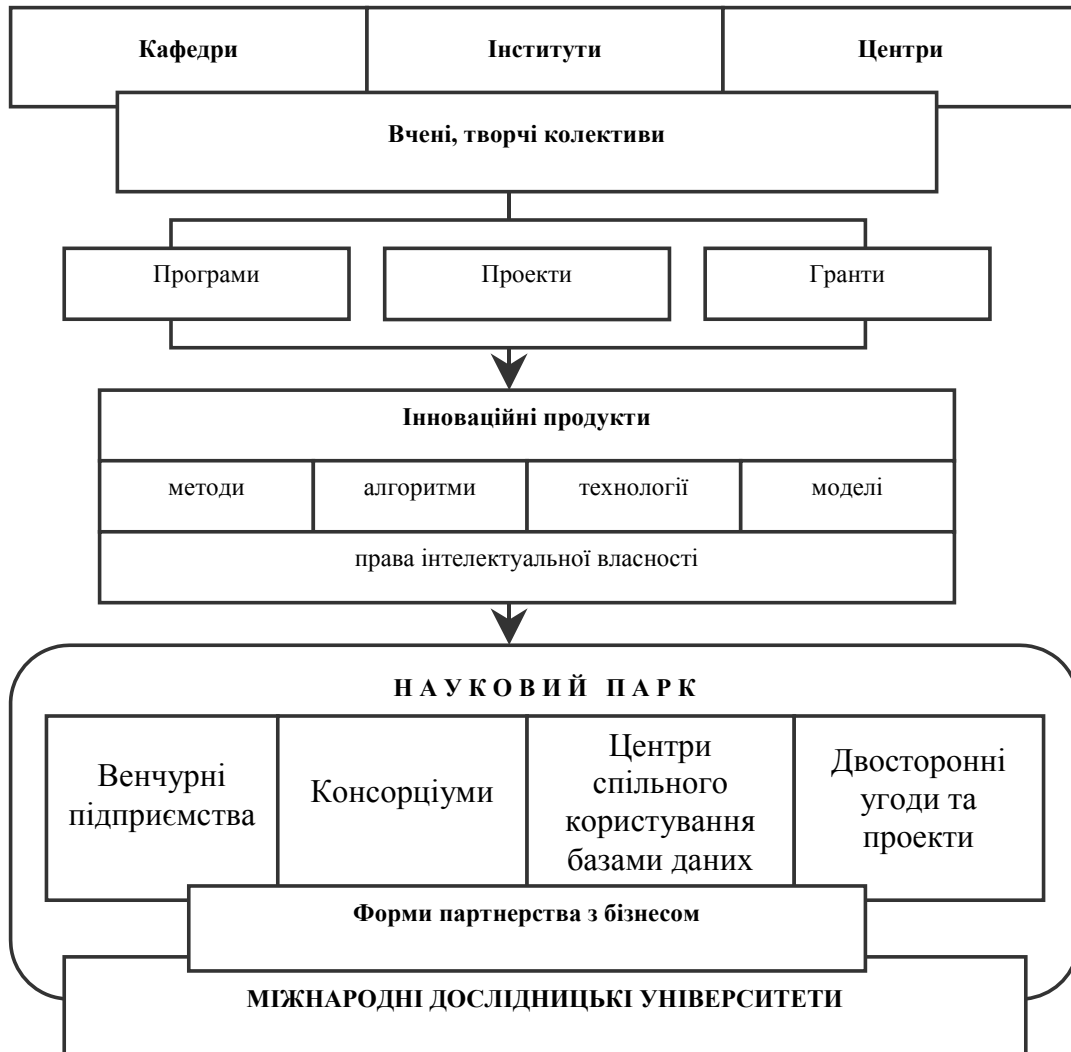 Кафедри Інститути Центри
Вчені, творчі колективи
Програми Проекти Гранти
Інноваційні продукти
методи алгоритми технології моделі
права інтелектуальної власності
НАУКОВИЙ ПАРК
Венчурні
підприємства
Консорціуми
Центри
спільного
користування
базами даних
Двосторонні
угоди та
проекти
Форми партнерства з бізнесом
МІЖНАРОДНІ ДОСЛІДНИЦЬКІ УНІВЕРСИТЕТИ